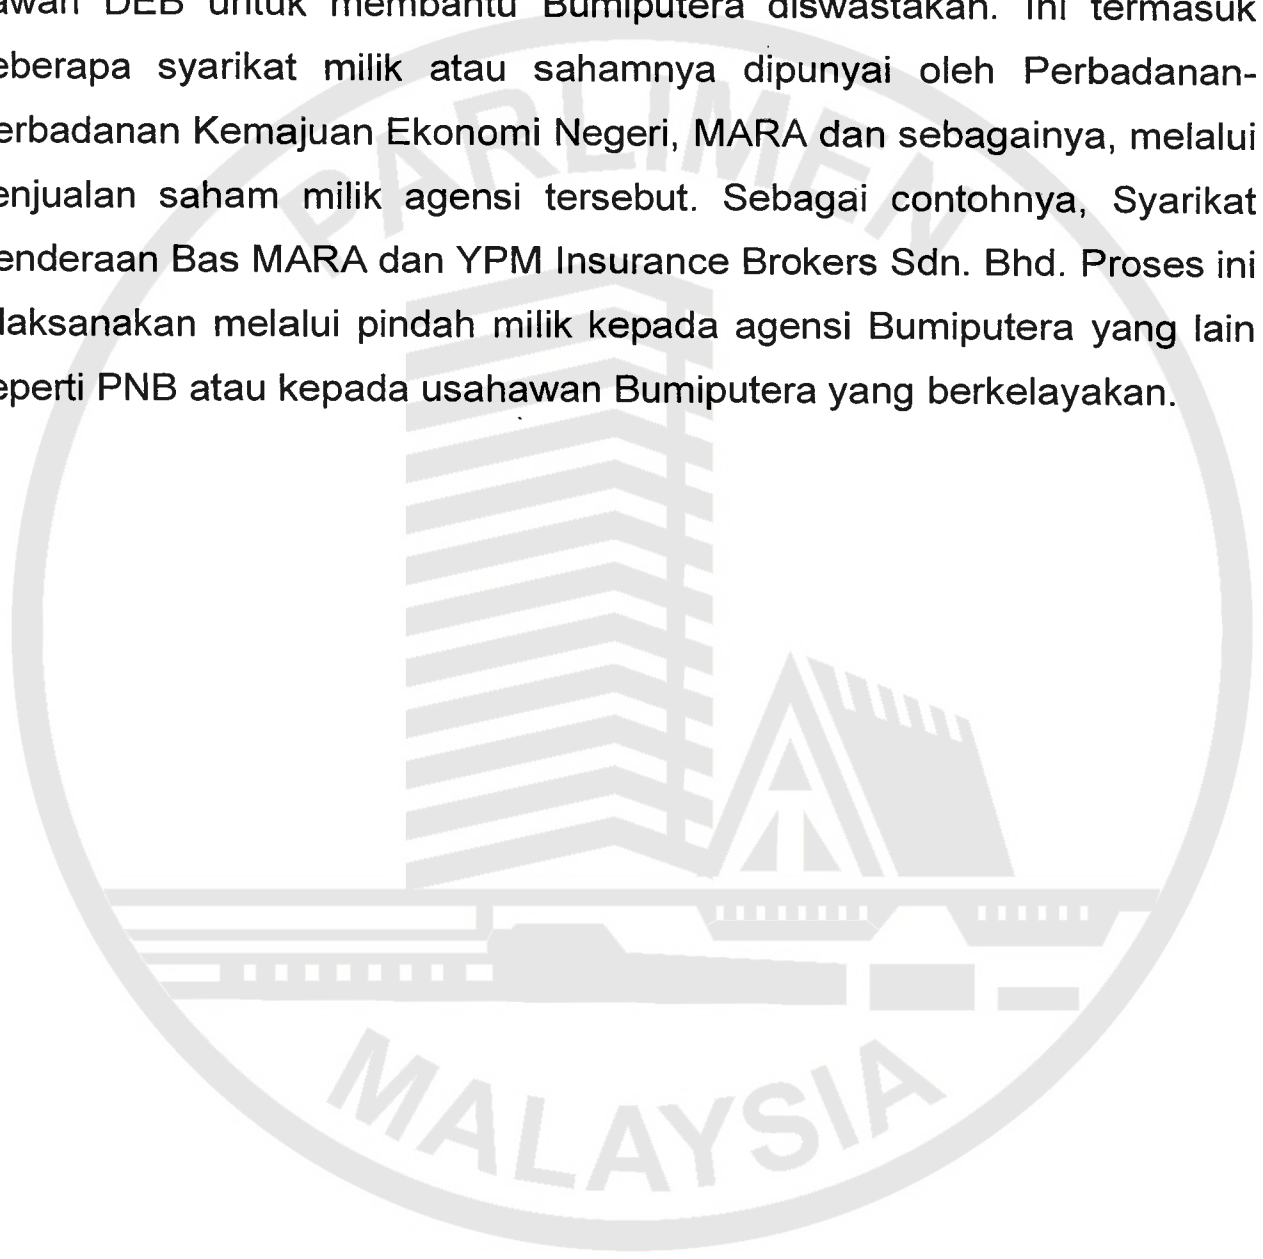 awah DEB untuk membantu Bumiputera diswastakan. Ini termasuk
eberapa syarikat milik atau sahamnya dipunyai oleh Perbadanan-
erbadanan Kemajuan Ekonomi Negeri, MARA dan sebagainya, melalui
enjualan saham milik agensi tersebut. Sebagai contohnya, Syarikat
enderaan Bas MARA dan YPM Insurance Brokers Sdn. Bhd. Proses ini
laksanakan melalui pindah milik kepada agensi Bumiputera yang lain
eperti PNB atau kepada usahawan Bumiputera yang berkelayakan.
PARLIMEN
MALAYSIA